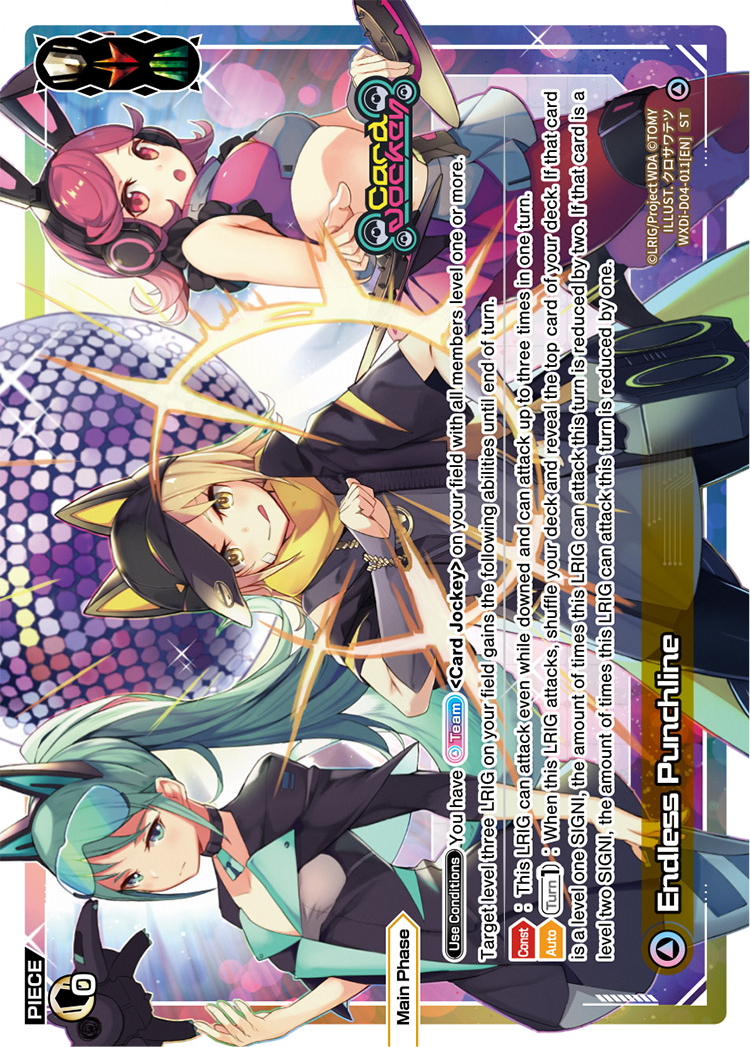 PIECE
0
Main Phase
Card
Jockey
Use Conditions Team <Card Jockey> You have on your field with all members level one or more.
Target level three LRIG on your field gains the following abilities until end of turn.
Const : This LRIG can attack even while downed and can attack up to three times in one turn.
Auto Turn 1 : When this LRIG attacks, shuffle your deck and reveal the top card of your deck. If that card
is a level one SIGNI, the amount of times this LRIG can attack this turn is reduced by two. If that card is a
level two SIGNI, the amount of times this LRIG can attack this turn is reduced by one.
Endless Punchline
©LRIG/Project WDA ©TOMY
ILLUST. クロサワテツ
WXDi-D04-011[EN] ST